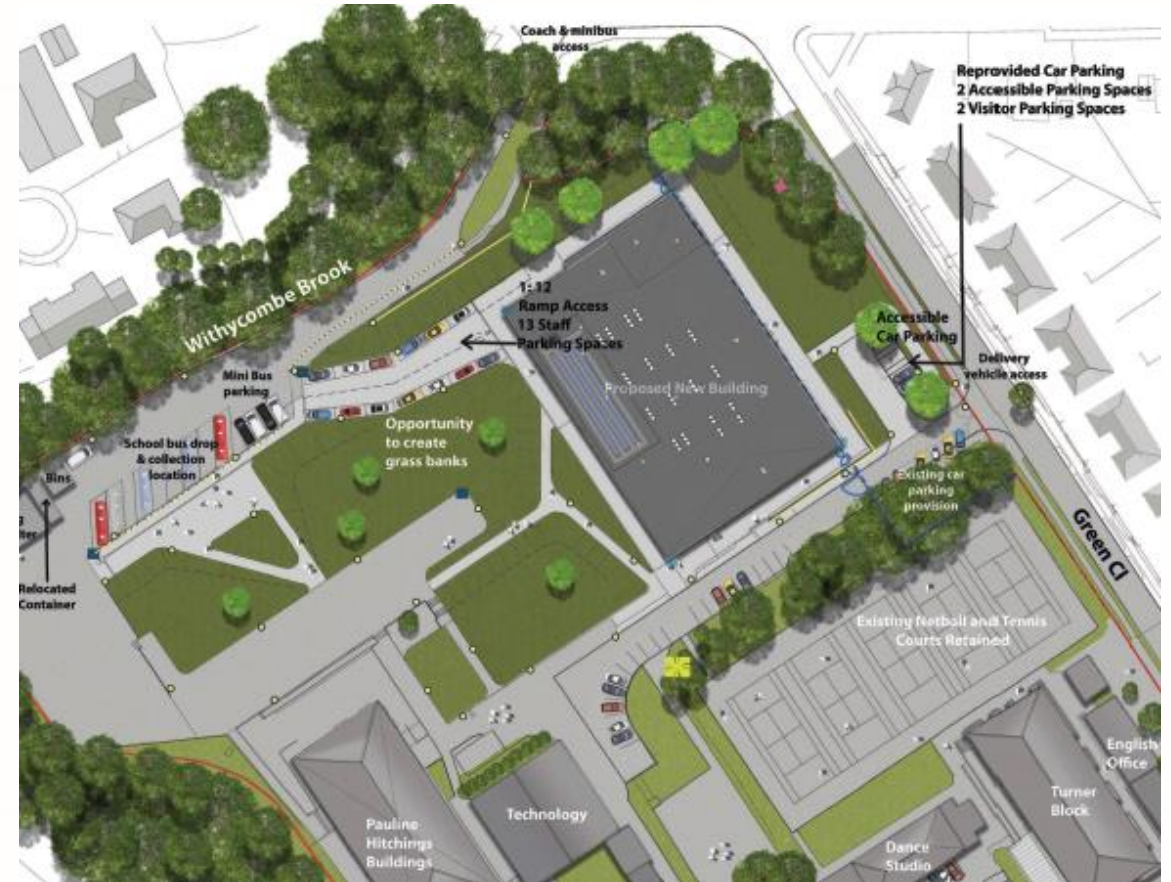 Coach & minibus
access
Reprovided Car Parking
2 Accessible Parking Spaces
2 Visitor Parking Spaces
Withycombe Brook
1: 12
Ramp Access
13 Staff
Parking Spaces
Accessible
Car Parking
Delivery
vehicle access
Mini Bus
parking
Proposed New Building
Opportunity
to create
grass banks
School bus drop
& collection
location
Bins
Existing car
parking
provision
Green Cl
Relocated
Container
Existing Netball and Tennis
Courts Retained
English
Office
Turner
Block
Technology
Pauline
Hitchings
Buildings
Dance
Studio